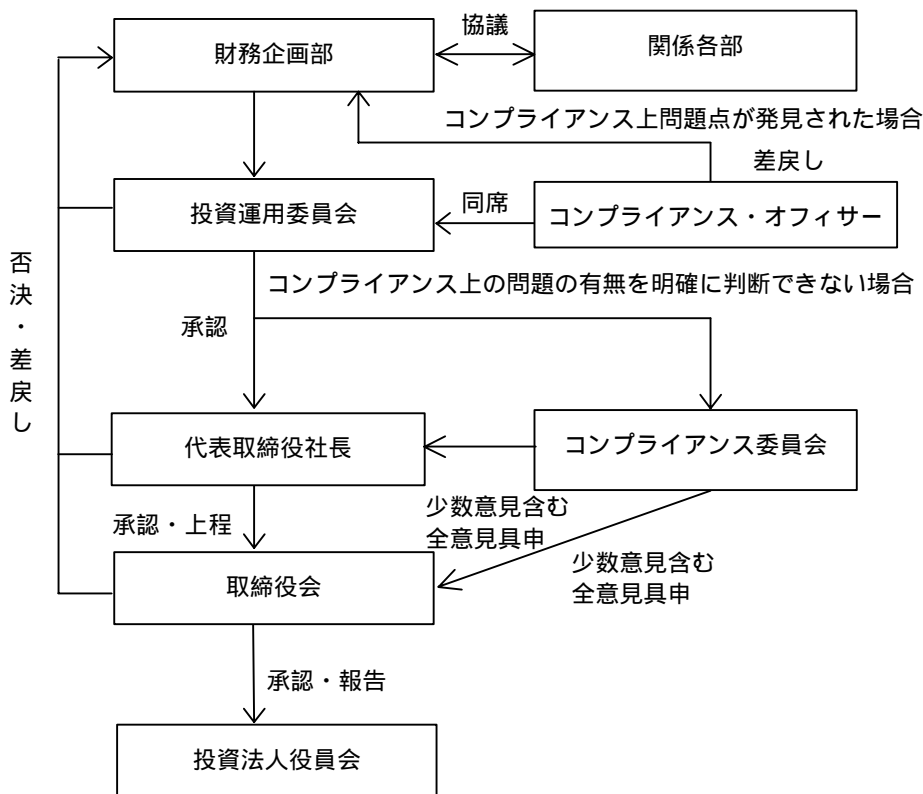 財務企画部
協議
関係各部
コンプライアンス上問題点が発見された場合
差戻し
投資運用委員会
同席
コンプライアンス・オフィサー
否決・差戻し
コンプライアンス上の問題の有無を明確に判断できない場合
承認
代表取締役社長
コンプライアンス委員会
承認・上程
少数意見含む
全意見具申
少数意見含む
全意見具申
取締役会
承認・報告
投資法人役員会